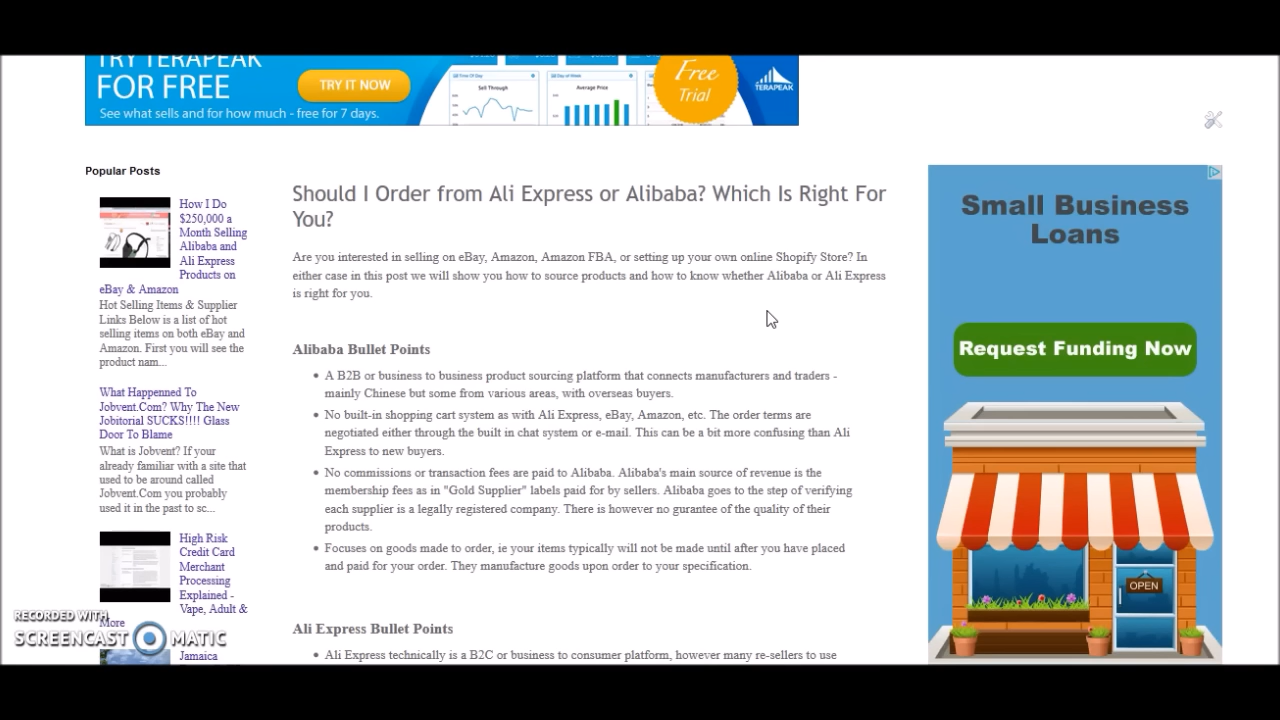 TRY TERAPEAK
FOR FREE
TRY IT NOW
See what sells and for how much - free for 7 days.
Sell Through
Average Price
Free
Trial
TERAPEAK
Popular Posts
How I Do
$250,000 a
Month Selling
Alibaba and
Ali Express
Products on
eBay & Amazon
Hot Selling Items & Supplier
Links Below is a list of hot
selling items on both eBay and
Amazon. First you will see the
product nam...
What Happenned To
Jobvent.Com? Why The New
Jobitorial SUCKS!!!! Glass
Door To Blame
What is Jobvent? If your
already familiar with a site that
used to be around called
Jobvent.Com you probably
used it in the past to sc...
High Risk
Credit Card
Merchant
Processing
Explained -
Vape, Adult &
More
Jamaica
Should I Order from Ali Express or Alibaba? Which Is Right For
You?
Are you interested in selling on eBay, Amazon, Amazon FBA, or setting up your own online Shopify Store? In
either case in this post we will show you how to source products and how to know whether Alibaba or Ali Express
is right for you.
Alibaba Bullet Points
A B2B or business to business product sourcing platform that connects manufacturers and traders -
mainly Chinese but some from various areas, with overseas buyers.
No built-in shopping cart system as with Ali Express, eBay, Amazon, etc. The order terms are
negotiated either through the built in chat system or e-mail. This can be a bit more confusing than Ali
Express to new buyers.
No commissions or transaction fees are paid to Alibaba. Alibaba's main source of revenue is the
membership fees as in "Gold Supplier" labels paid for by sellers. Alibaba goes to the step of verifying
each supplier is a legally registered company. There is however no gurantee of the quality of their
products.
Focuses on goods made to order, ie your items typically will not be made until after you have placed
and paid for your order. They manufacture goods upon order to your specification.
Ali Express Bullet Points
Ali Express technically is a B2C or business to consumer platform, however many re-sellers to use
Small Business
Loans
Request Funding Now
OPEN
RECORDED WITH
SCREENCAST MATIC